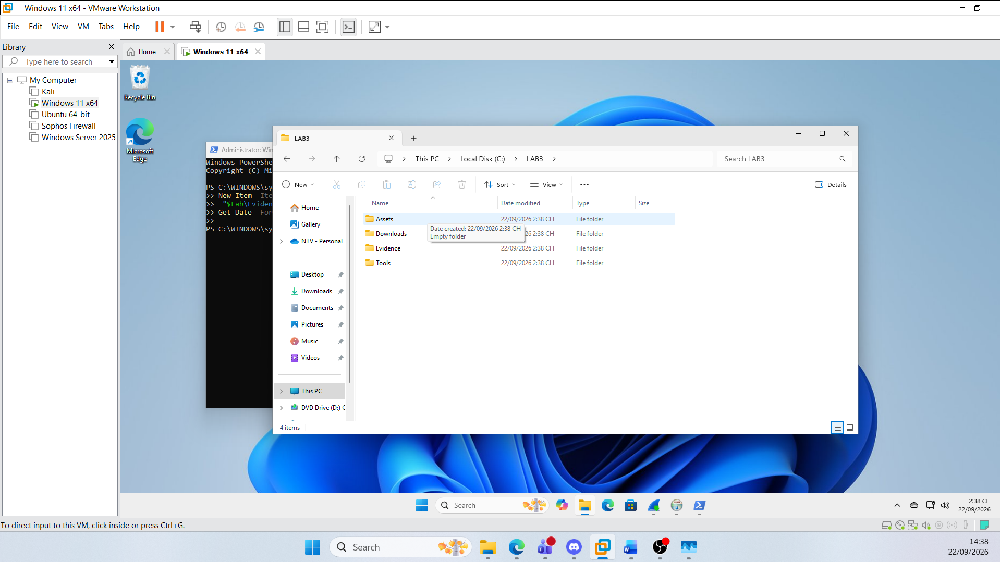 Windows 11 x64 - VMware Workstation
File Edit View VM Tabs Help
Library
Type here to search
My Computer
Kali
Windows 11 x64
Ubuntu 64-bit
Sophos Firewall
Windows Server 2025
Home
Windows 11 x64
Recycle Bin
Microsoft
Edge
Administrator: Win
Windows PowerShe
Copyright (C) Mi
PS C:\WINDOWS\sy
>> New-Item -Ite
>> "$Lab\Eviden
>> Get-Date -For
>>
PS C:\WINDOWS\sy
LAB3
This PC > Local Disk (C:) > LAB3 >
Search LAB3
New
Sort
View
Details
Home
Gallery
NTV - Personal
Desktop
Downloads
Documents
Pictures
Music
Videos
This PC
DVD Drive (D:) C
Name Date modified Type Size
Assets 22/09/2026 2:38 CH File folder
Date created: 22/09/2026 2:38 CH
Empty folder
Downloads :38 CH File folder
Evidence 22/09/2026 2:38 CH File folder
Tools 22/09/2026 2:38 CH File folder
4 items
Search
2:38 CH
22/09/2026
To direct input to this VM, click inside or press Ctrl+G.
Search
14:38
22/09/2026